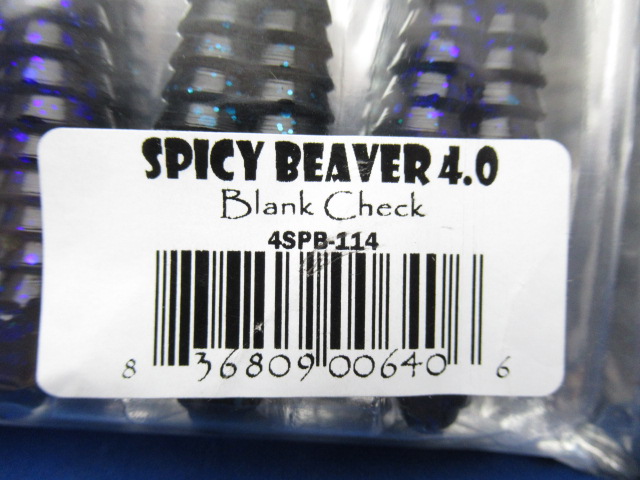 SPICY BEAVER 4.0
Blank Check
4SPB-114
8 36809 00640 6